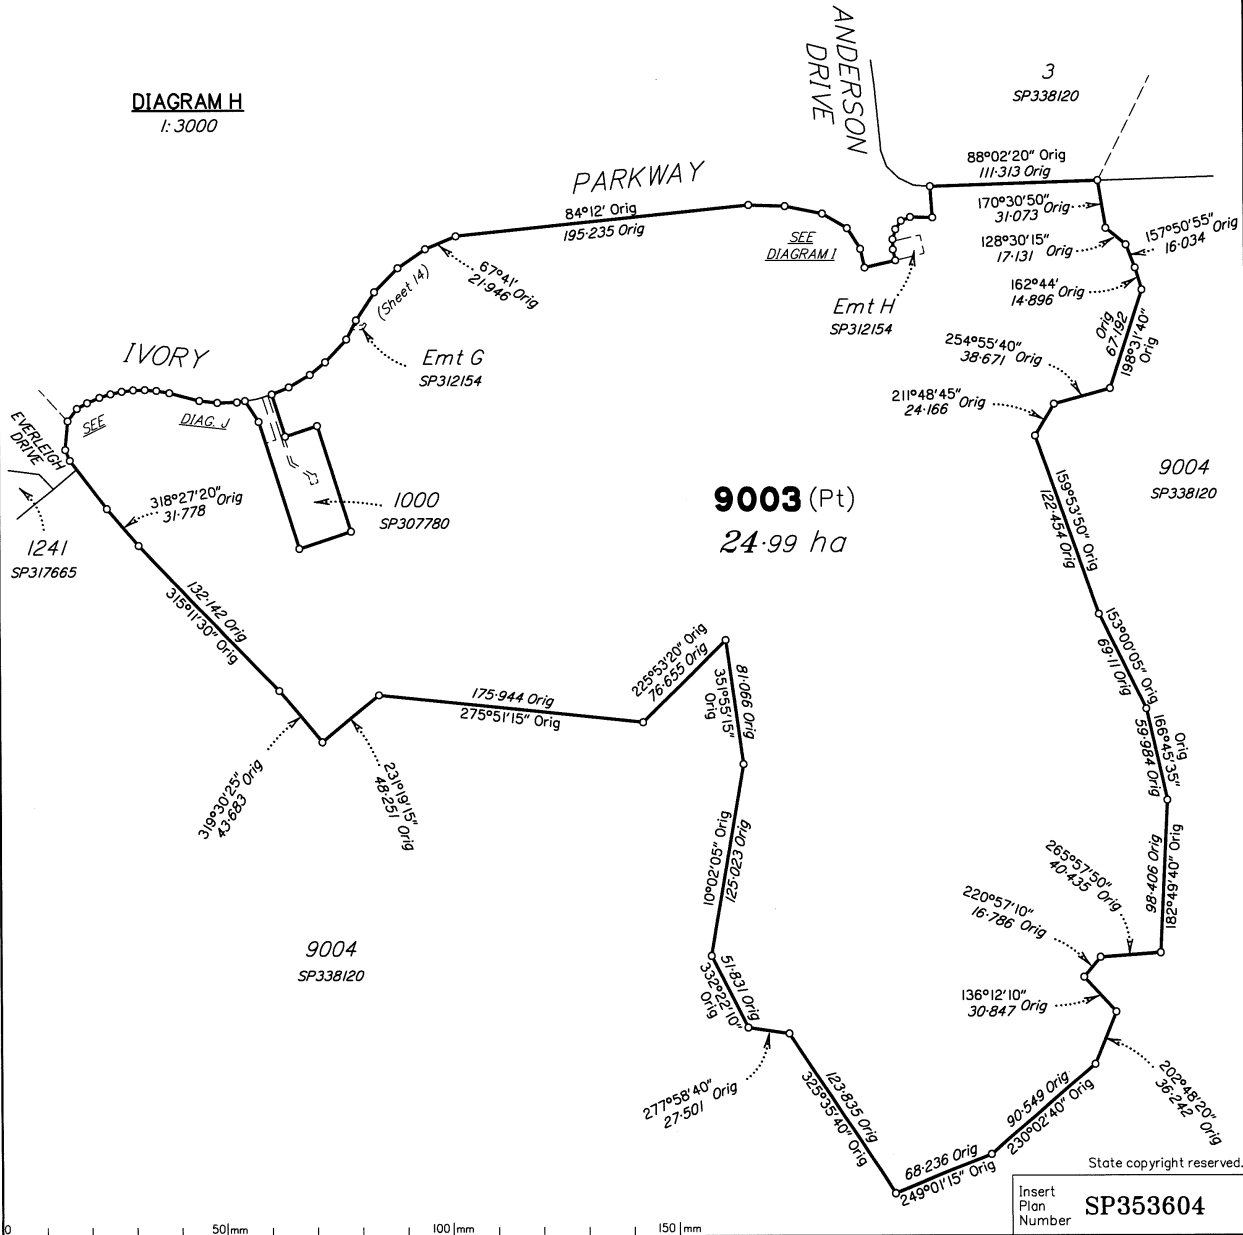 DIAGRAM H
1:3000
ANDERSON
DRIVE
3
SP338120
PARKWAY
88°02'20" Orig
111·313 Orig
84°12' Orig
195·235 Orig
170°30'50"
31·073 Orig
128°30'15"
17·131 Orig
157°50'55"
16·034 Orig
162°44'
14·896 Orig
SEE
DIAGRAM I
67°41'
21·946 Orig
(Sheet 14)
Emt H
SP312154
Orig
67·192
198°31'40"
Orig
254°55'40"
38·671 Orig
211°48'45"
24·166 Orig
IVORY
Emt G
SP312154
SEE
DIAG. J
EVERLEIGH
DRIVE
318°27'20"
31·778 Orig
1000
SP307780
9003 (Pt)
24·99 ha
9004
SP338120
1241
SP317665
159°53'50" Orig
122·454 Orig
132·142 Orig
315°11'30" Orig
153°00'05" Orig
69·11 Orig
225°53'20" Orig
76·655 Orig
81·066 Orig
351°55'15"
Orig
175·944 Orig
275°51'15" Orig
Orig
166°45'35"
59·984 Orig
319°30'25"
43·683 Orig
231°19'15"
48·251 Orig
10°02'05" Orig
125·023 Orig
98·406 Orig
182°49'40" Orig
265°57'50"
40·435 Orig
220°57'10"
16·786 Orig
9004
SP338120
51·831 Orig
332°22'10"
Orig
136°12'10"
30·847 Orig
277°58'40"
27·501 Orig
123·835 Orig
325°35'40" Orig
202°48'20"
36·242 Orig
90·549 Orig
230°02'40" Orig
68·236 Orig
249°01'15" Orig
State copyright reserved.
Insert
Plan
Number
SP353604
0 50 mm 100 mm 150 mm